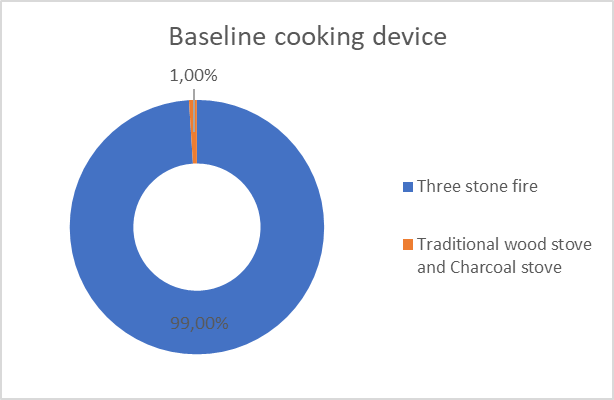 Baseline cooking device
1,00%
Three stone fire
Traditional wood stove
and Charcoal stove
99,00%